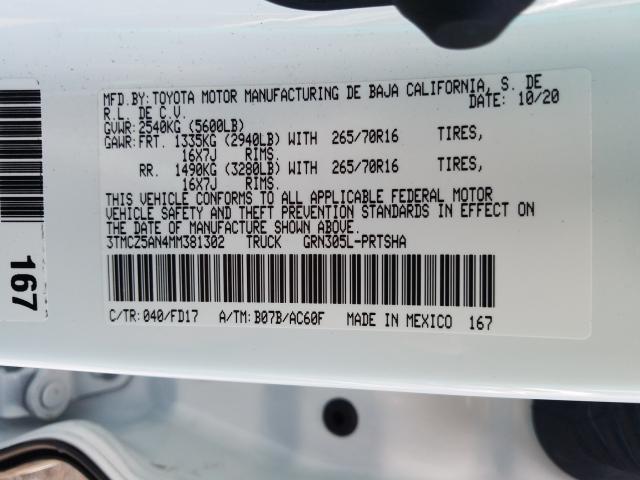 MFD.BY:TOYOTA MOTOR MANUFACTURING DE BAJA CALIFORNIA, S. DE
R.L. DE C.V. DATE: 10/20
GVWR:2540KG (5600LB)
GAWR:FRT. 1335KG (2940LB) WITH 265/70R16 TIRES,
16X7J RIMS.
RR. 1490KG (3280LB) WITH 265/70R16 TIRES,
16X7J RIMS.
THIS VEHICLE CONFORMS TO ALL APPLICABLE FEDERAL MOTOR
VEHICLE SAFETY AND THEFT PREVENTION STANDARDS IN EFFECT ON
THE DATE OF MANUFACTURE SHOWN ABOVE.
3TMCZ5AN4MM381302 TRUCK GRN305L-PRTSHA
C/TR:040/FD17 A/TM:B07B/AC60F MADE IN MEXICO 167
167